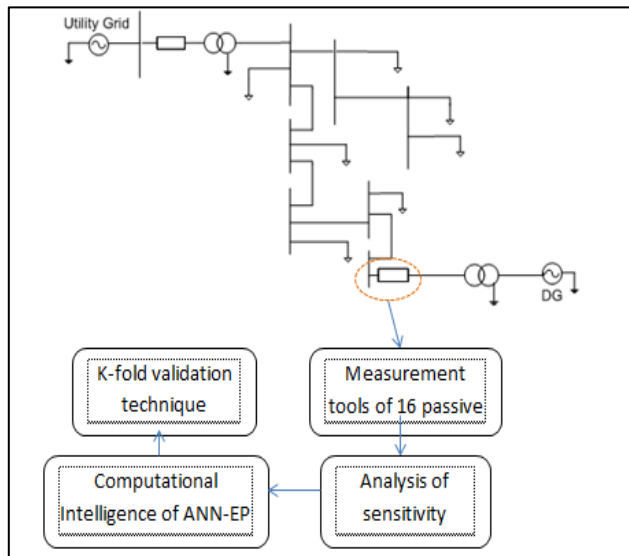 Utility Grid
DG
K-fold validation
technique
Measurement
tools of 16 passive
Computational
Intelligence of ANN-EP
Analysis of
sensitivity